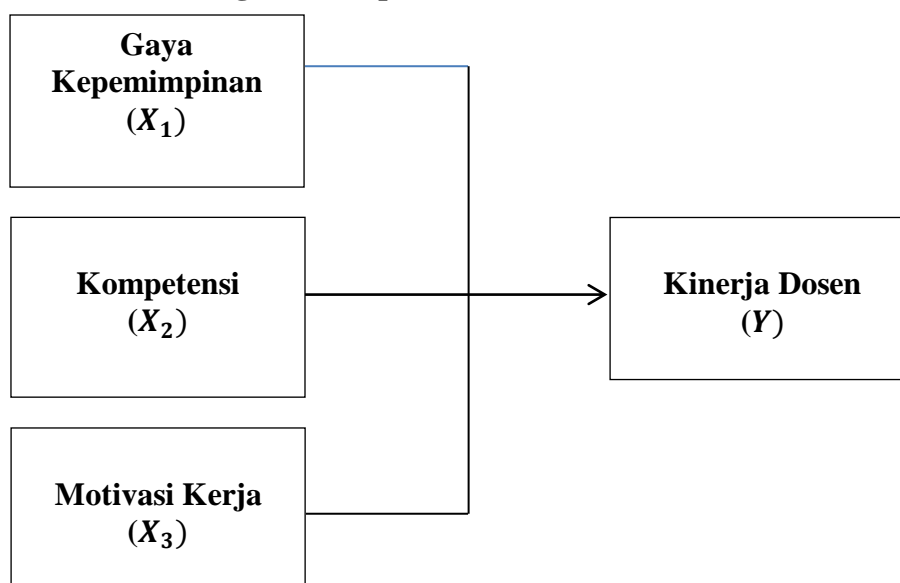 Gaya
Kepemimpinan
(X₁)
Kompetensi
(X₂)
Motivasi Kerja
(X₃)
Kinerja Dosen
(Y)